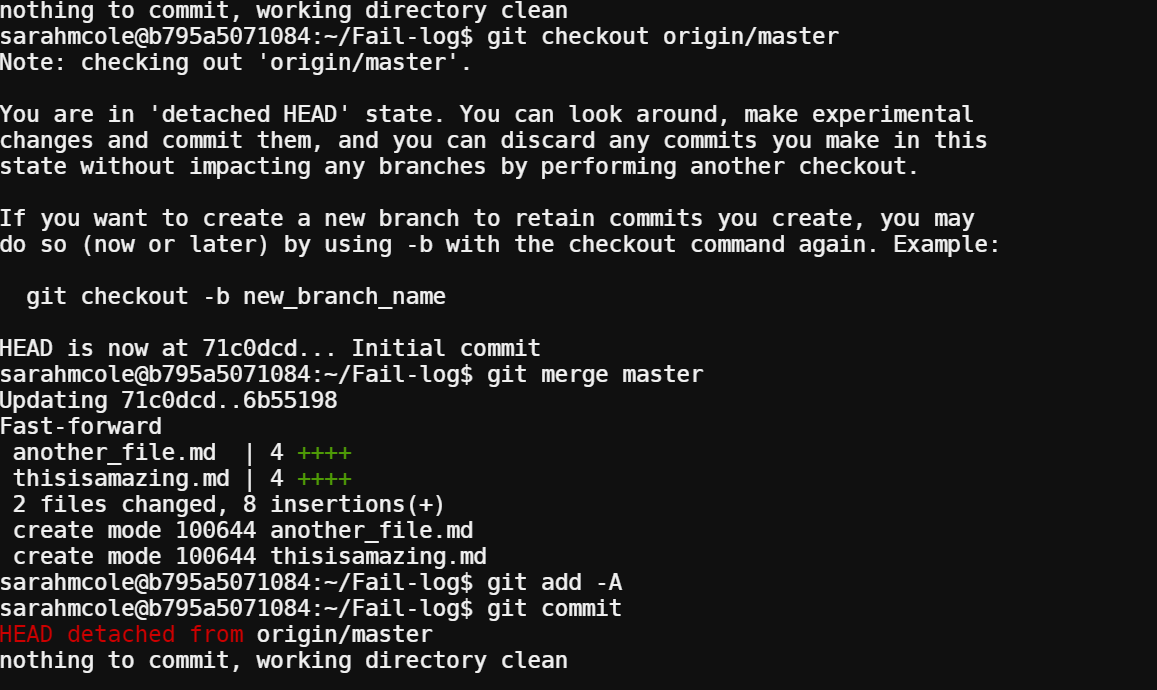 nothing to commit, working directory clean
sarahmcole@b795a5071084:~/Fail-log$ git checkout origin/master
Note: checking out 'origin/master'.

You are in 'detached HEAD' state. You can look around, make experimental
changes and commit them, and you can discard any commits you make in this
state without impacting any branches by performing another checkout.

If you want to create a new branch to retain commits you create, you may
do so (now or later) by using -b with the checkout command again. Example:

  git checkout -b new_branch_name

HEAD is now at 71c0dcd... Initial commit
sarahmcole@b795a5071084:~/Fail-log$ git merge master
Updating 71c0dcd..6b55198
Fast-forward
 another_file.md  | 4 ++++
 thisisamazing.md | 4 ++++
 2 files changed, 8 insertions(+)
 create mode 100644 another_file.md
 create mode 100644 thisisamazing.md
sarahmcole@b795a5071084:~/Fail-log$ git add -A
sarahmcole@b795a5071084:~/Fail-log$ git commit
HEAD detached from origin/master
nothing to commit, working directory clean